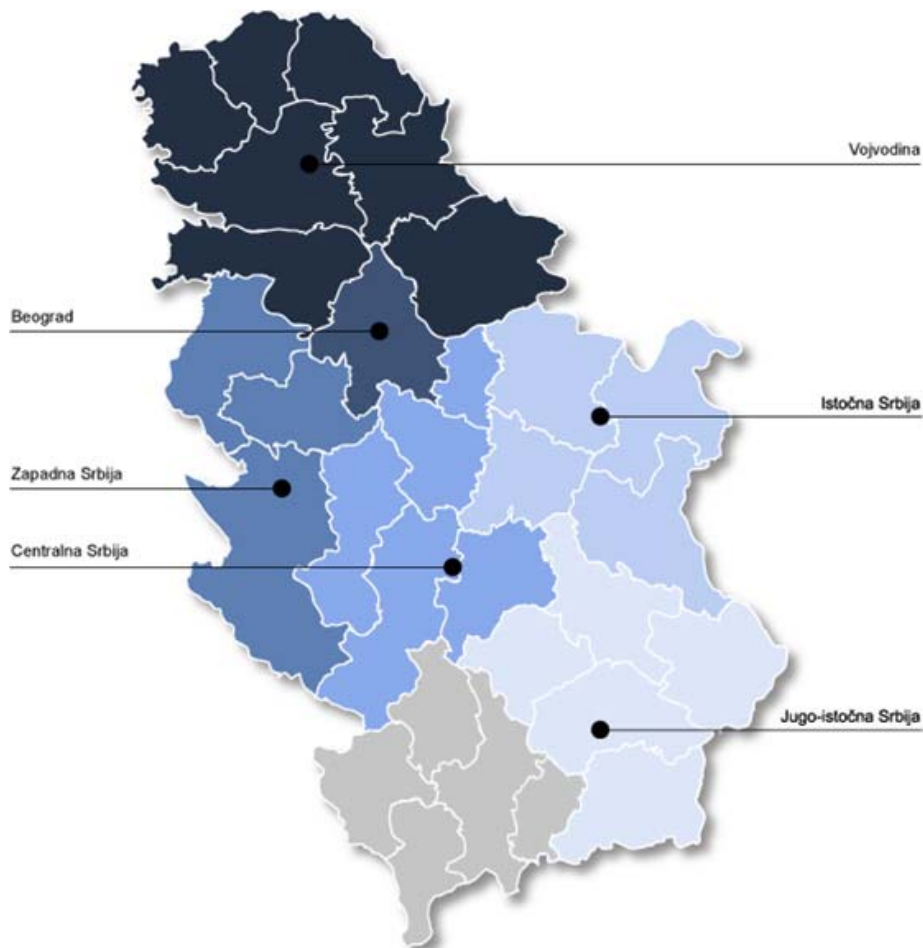 Vojvodina
Beograd
Istočna Srbija
Zapadna Srbija
Centralna Srbija
Jugo-istočna Srbija